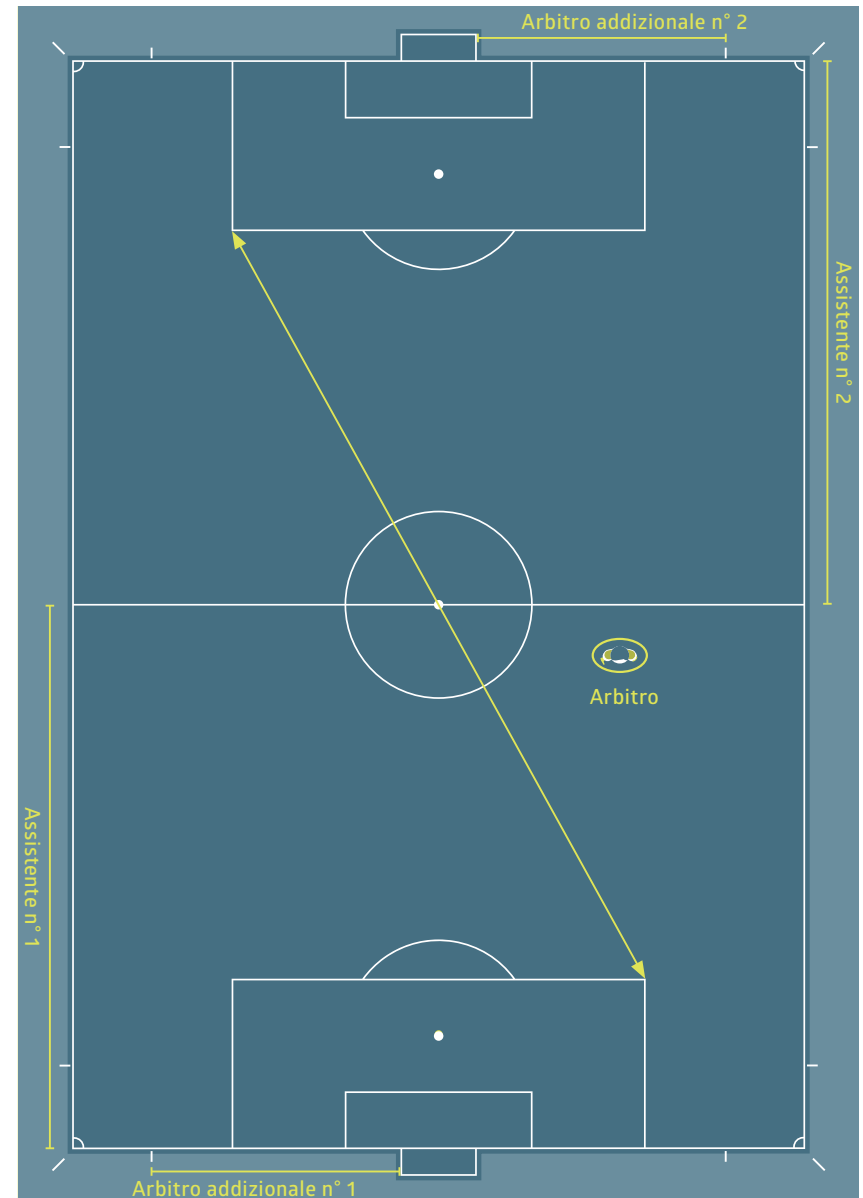 Arbitro addizionale n° 2
Assistente n° 2
Arbitro
Assistente n° 1
Arbitro addizionale n° 1